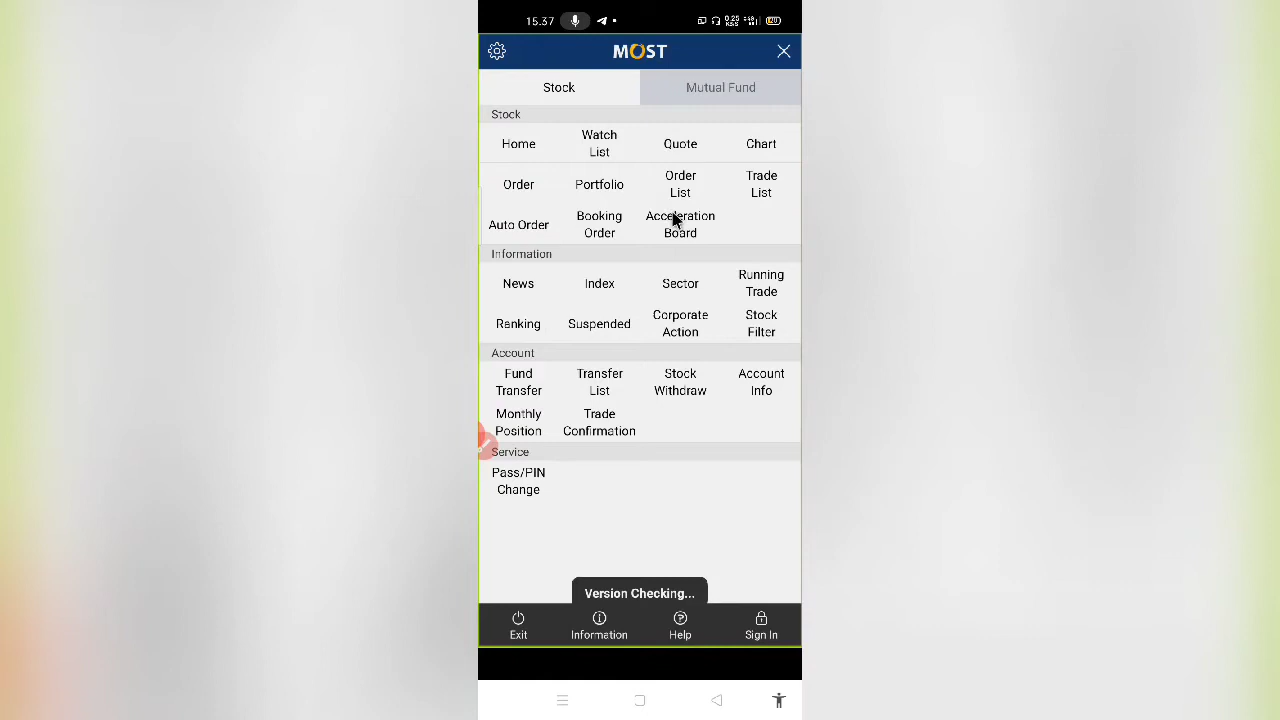 15.37
0.25 KB/S
MOST
Stock
Mutual Fund
Stock
Home
Watch
List
Quote
Chart
Order
Portfolio
Order
List
Trade
List
Auto Order
Booking
Order
Acceleration
Board
Information
News
Index
Sector
Running
Trade
Ranking
Suspended
Corporate
Action
Stock
Filter
Account
Fund
Transfer
Transfer
List
Stock
Withdraw
Account
Info
Monthly
Position
Trade
Confirmation
Service
Pass/PIN
Change
Version Checking...
Exit
Information
Help
Sign In